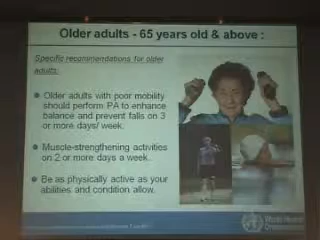 Older adults - 65 years old & above :
Specific recommendations for older
adults:
Older adults with poor mobility
should perform PA to enhance
balance and prevent falls on 3
or more days/ week.
Muscle-strengthening activities
on 2 or more days a week.
Be as physically active as your
abilities and condition allow.
World Health